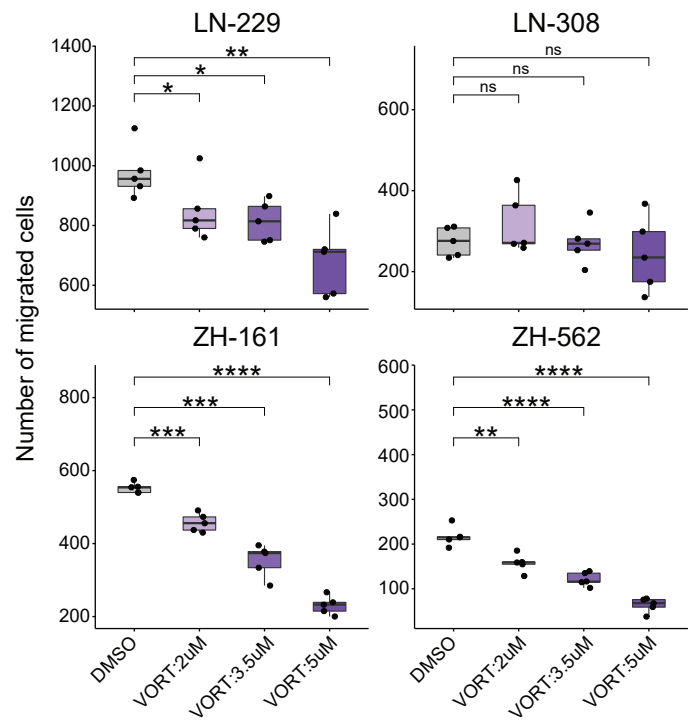 LN-229
LN-308
Number of migrated cells
1400
1200
1000
800
600
**
*
*
600
400
200
ns
ns
ns
ZH-161
ZH-562
800
600
400
200
****
***
***
600
500
400
300
200
100
****
****
**
DMSO
VORT:2uM
VORT:3.5uM
VORT:5uM
DMSO
VORT:2uM
VORT:3.5uM
VORT:5uM